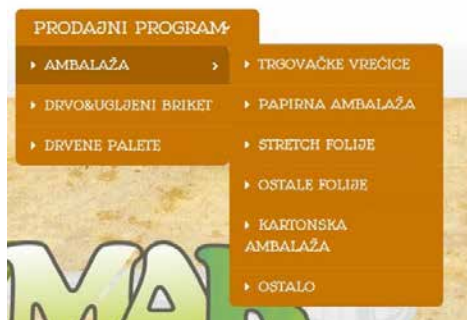 PRODAJNI PROGRAM
AMBALAŽA
DRVO&UGLJENI BRIKET
DRVENE PALETE
TRGOVAČKE VREĆICE
PAPIRNA AMBALAŽA
STRETCH FOLIJE
OSTALE FOLIJE
KARTONSKA
AMBALAŽA
OSTALO